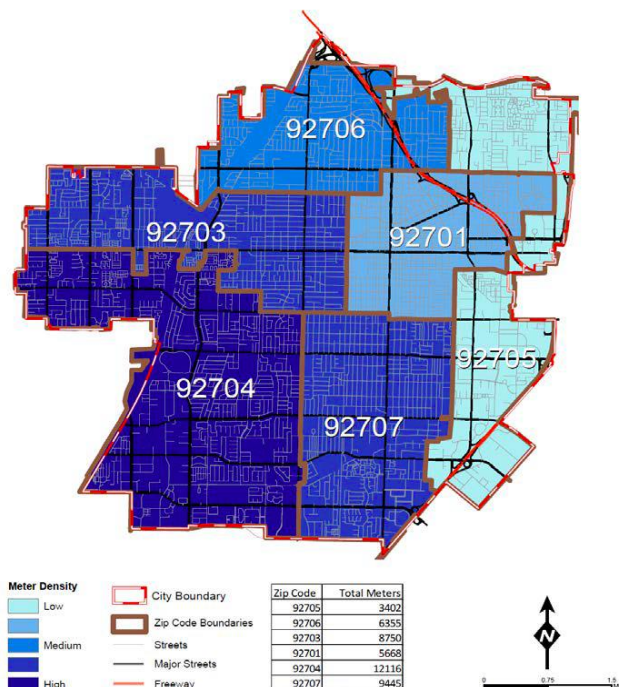 92706
92703
92701
92705
92704
92707
Meter Density
Low
Medium
High
City Boundary
Zip Code Boundaries
Streets
Major Streets
Freeway
Zip Code Total Meters
92705 3402
92706 6355
92703 8750
92701 5668
92704 12116
92707 9445
N
0 0.75 1.5